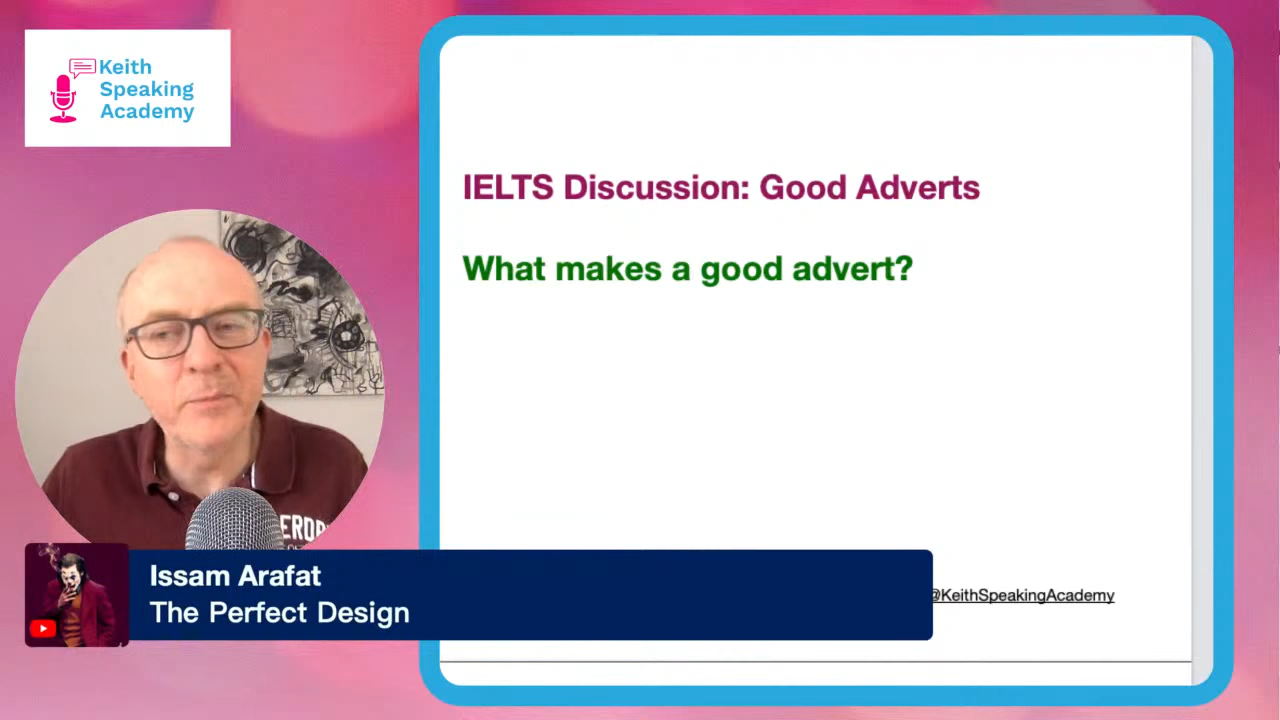 Keith
Speaking
Academy
IELTS Discussion: Good Adverts
What makes a good advert?
Issam Arafat
The Perfect Design
@KeithSpeakingAcademy